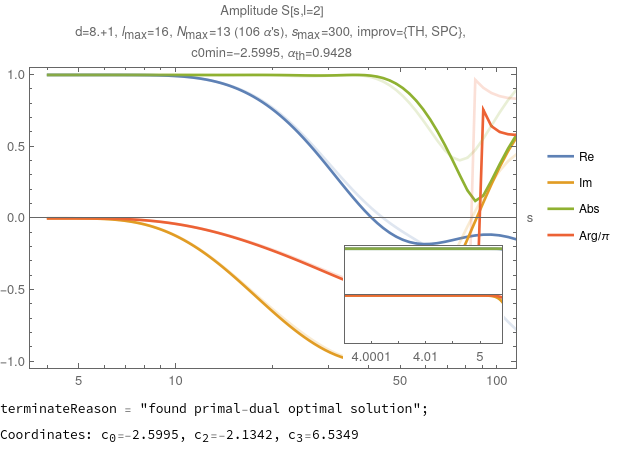 Amplitude S[s,l=2]
d=8.+1, lmax=16, Nmax=13 (106 α's), smax=300, improv={TH, SPC},
c0min=−2.5995, αth=0.9428
1.0
0.5
0.0
−0.5
−1.0
s
Re
Im
Abs
Arg/π
4.0001 4.01 5
5 10 50 100
terminateReason = "found primal-dual optimal solution";
Coordinates: c0=-2.5995, c2=-2.1342, c3=6.5349